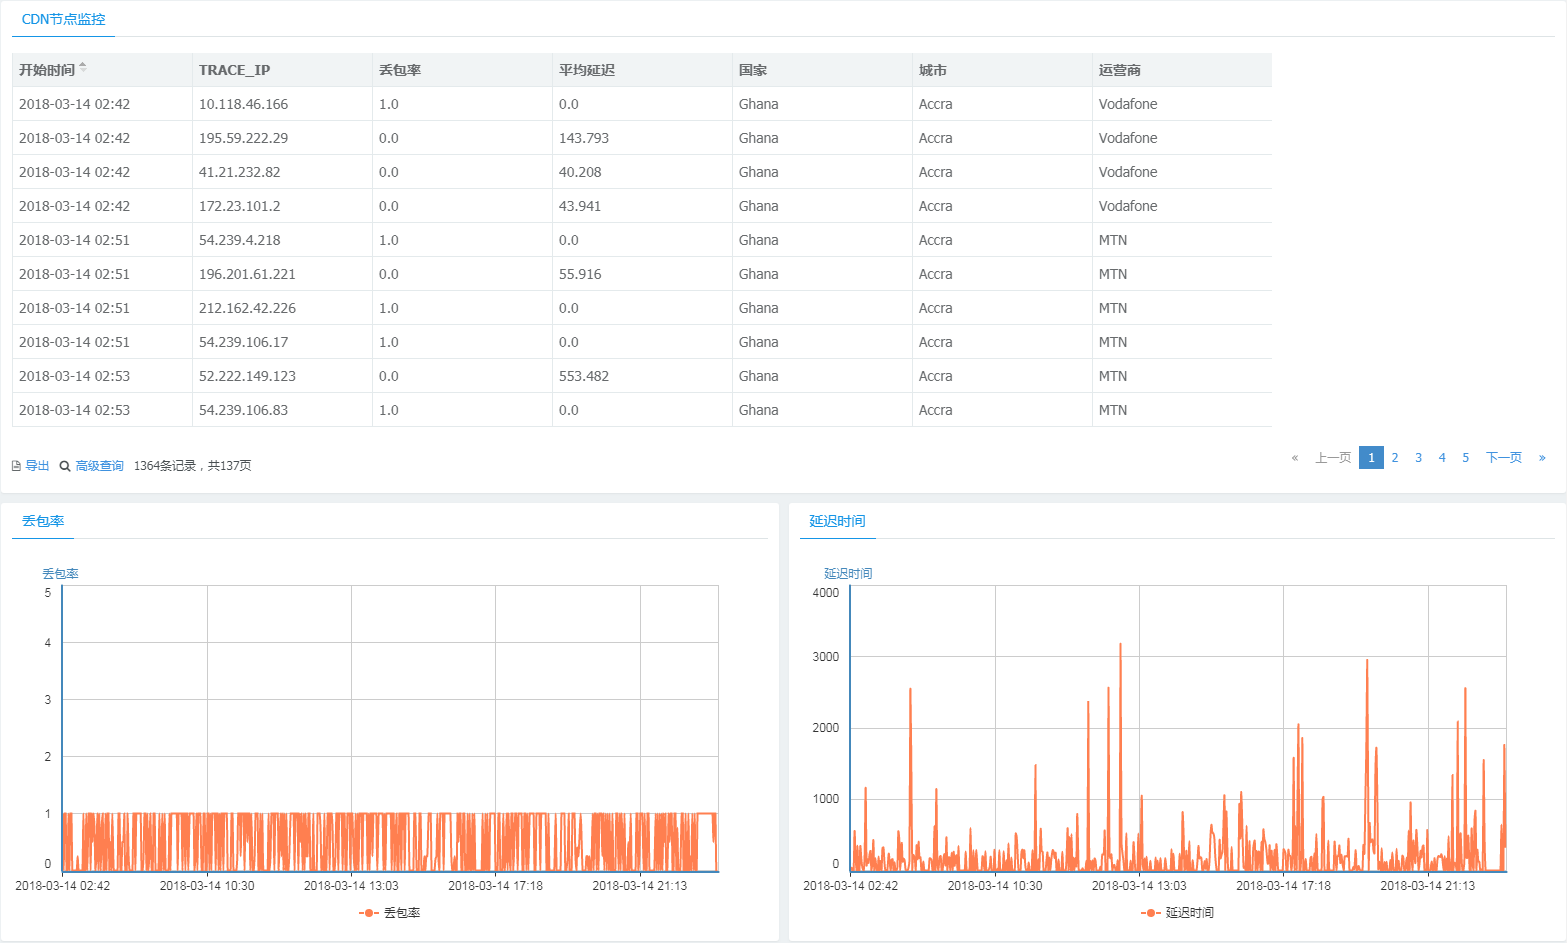 CDN节点监控
开始时间 TRACE_IP 丢包率 平均延迟 国家 城市 运营商
2018-03-14 02:42 10.118.46.166 1.0 0.0 Ghana Accra Vodafone
2018-03-14 02:42 195.59.222.29 0.0 143.793 Ghana Accra Vodafone
2018-03-14 02:42 41.21.232.82 0.0 40.208 Ghana Accra Vodafone
2018-03-14 02:42 172.23.101.2 0.0 43.941 Ghana Accra Vodafone
2018-03-14 02:51 54.239.4.218 1.0 0.0 Ghana Accra MTN
2018-03-14 02:51 196.201.61.221 0.0 55.916 Ghana Accra MTN
2018-03-14 02:51 212.162.42.226 1.0 0.0 Ghana Accra MTN
2018-03-14 02:51 54.239.106.17 1.0 0.0 Ghana Accra MTN
2018-03-14 02:53 52.222.149.123 0.0 553.482 Ghana Accra MTN
2018-03-14 02:53 54.239.106.83 1.0 0.0 Ghana Accra MTN
导出 高级查询 1364条记录，共137页 « 上一页 1 2 3 4 5 下一页 »
丢包率
丢包率
5
4
3
2
1
0
2018-03-14 02:42 2018-03-14 10:30 2018-03-14 13:03 2018-03-14 17:18 2018-03-14 21:13
丢包率
延迟时间
延迟时间
4000
3000
2000
1000
0
2018-03-14 02:42 2018-03-14 10:30 2018-03-14 13:03 2018-03-14 17:18 2018-03-14 21:13
延迟时间